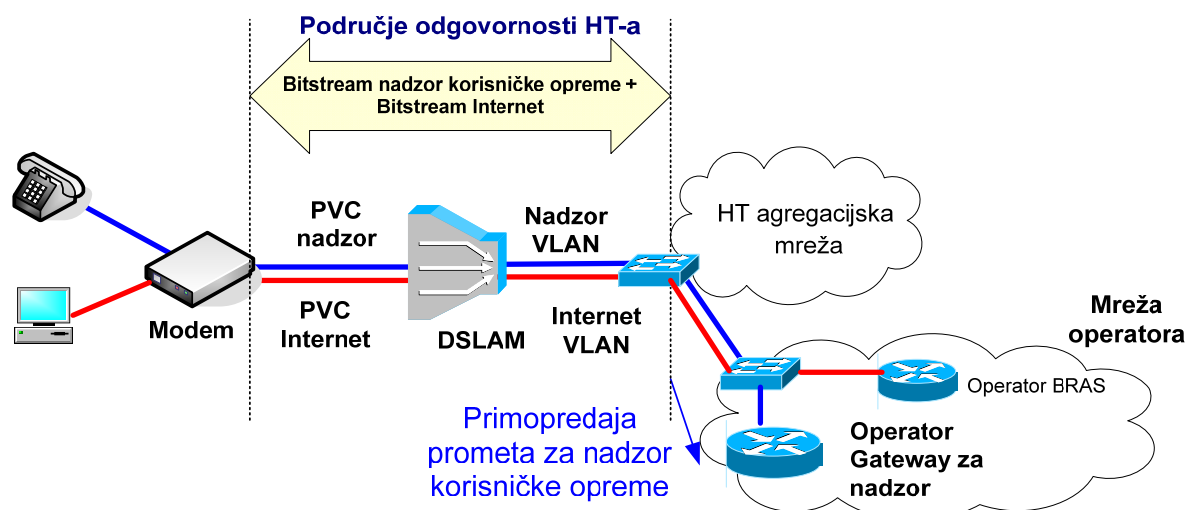 Područje odgovornosti HT-a
Bitstream nadzor korisničke opreme +
Bitstream Internet
PVC
nadzor
Nadzor
VLAN
HT agregacijska
mreža
Modem
PVC
Internet
DSLAM
Internet
VLAN
Mreža
operatora
Operator BRAS
Primopredaja
prometa za nadzor
korisničke opreme
Operator
Gateway za
nadzor